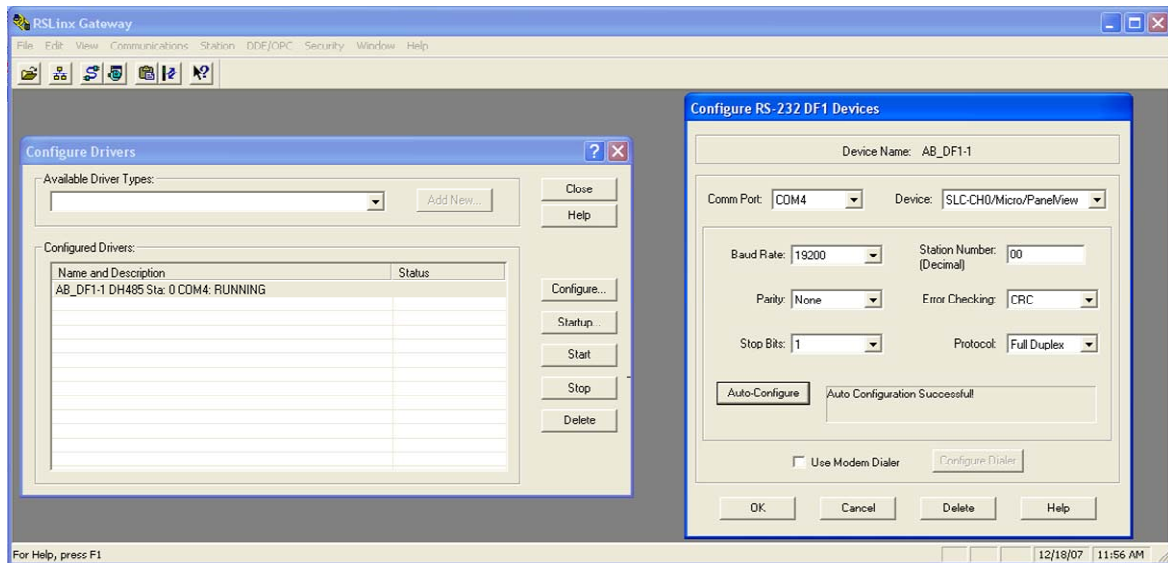 RSLinx Gateway
File Edit View Communications Station DDE/OPC Security Window Help
Configure Drivers
Available Driver Types:
Add New...
Close
Help
Configured Drivers:
Name and Description Status
AB_DF1-1 DH485 Sta: 0 COM4: RUNNING
Configure...
Startup...
Start
Stop
Delete
Configure RS-232 DF1 Devices
Device Name: AB_DF1-1
Comm Port: COM4 Device: SLC-CH0/Micro/PanelView
Baud Rate: 19200 Station Number: 00
(Decimal)
Parity: None Error Checking: CRC
Stop Bits: 1 Protocol: Full Duplex
Auto-Configure Auto Configuration Successful!
Use Modem Dialer Configure Dialer
OK Cancel Delete Help
For Help, press F1 12/18/07 11:56 AM